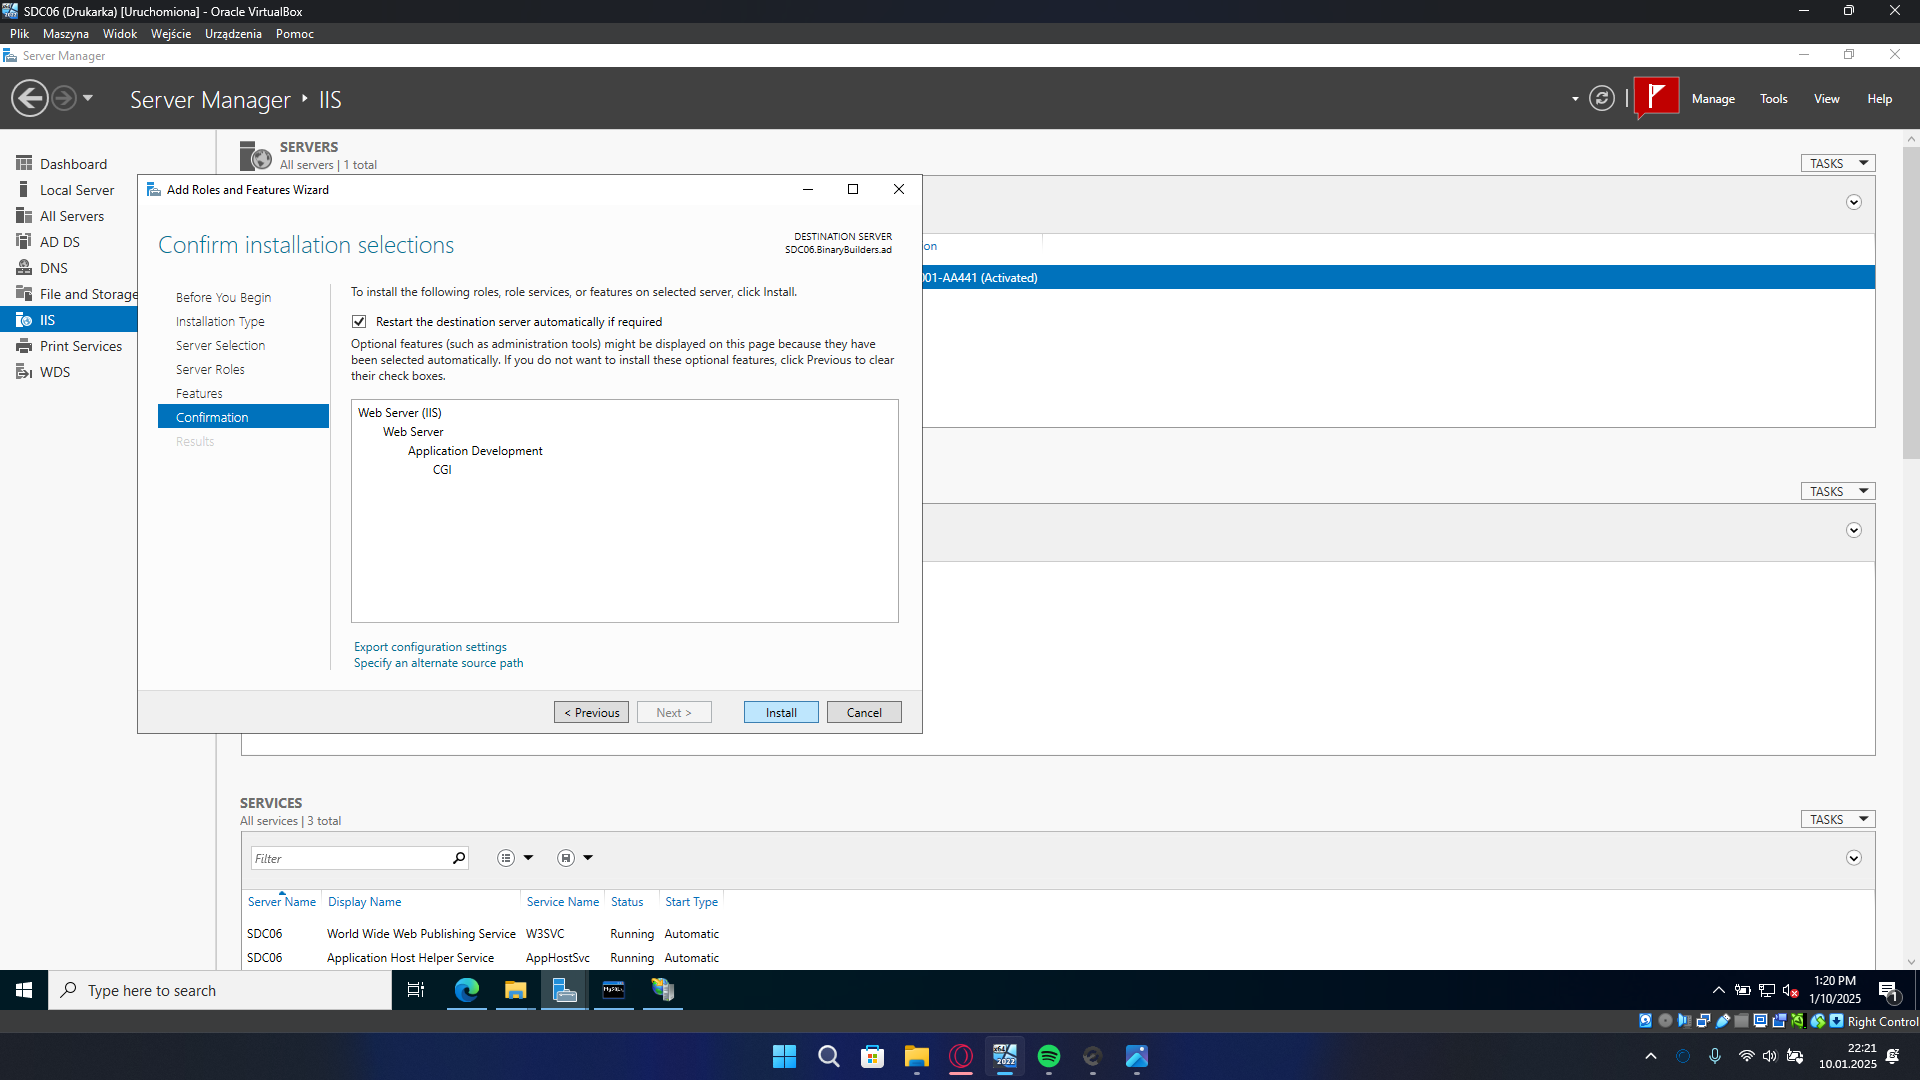 SDC06 (Drukarka) [Uruchomiona] - Oracle VirtualBox
Plik Maszyna Widok Wejście Urządzenia Pomoc
Server Manager
Server Manager IIS
Manage Tools View Help
Dashboard
Local Server
All Servers
AD DS
DNS
File and Storage
IIS
Print Services
WDS
SERVERS
All servers | 1 total
TASKS
Add Roles and Features Wizard
Confirm installation selections
DESTINATION SERVER
SDC06.BinaryBuilders.ad
Before You Begin
Installation Type
Server Selection
Server Roles
Features
Confirmation
Results
To install the following roles, role services, or features on selected server, click Install.
Restart the destination server automatically if required
Optional features (such as administration tools) might be displayed on this page because they have
been selected automatically. If you do not want to install these optional features, click Previous to clear
their check boxes.
Web Server (IIS)
Web Server
Application Development
CGI
Export configuration settings
Specify an alternate source path
< Previous Next > Install Cancel
on
001-AA441 (Activated)
TASKS
SERVICES
All services | 3 total
TASKS
Filter
Server Name Display Name Service Name Status Start Type
SDC06 World Wide Web Publishing Service W3SVC Running Automatic
SDC06 Application Host Helper Service AppHostSvc Running Automatic
Type here to search
1:20 PM
1/10/2025
1
Right Control
22:21
10.01.2025